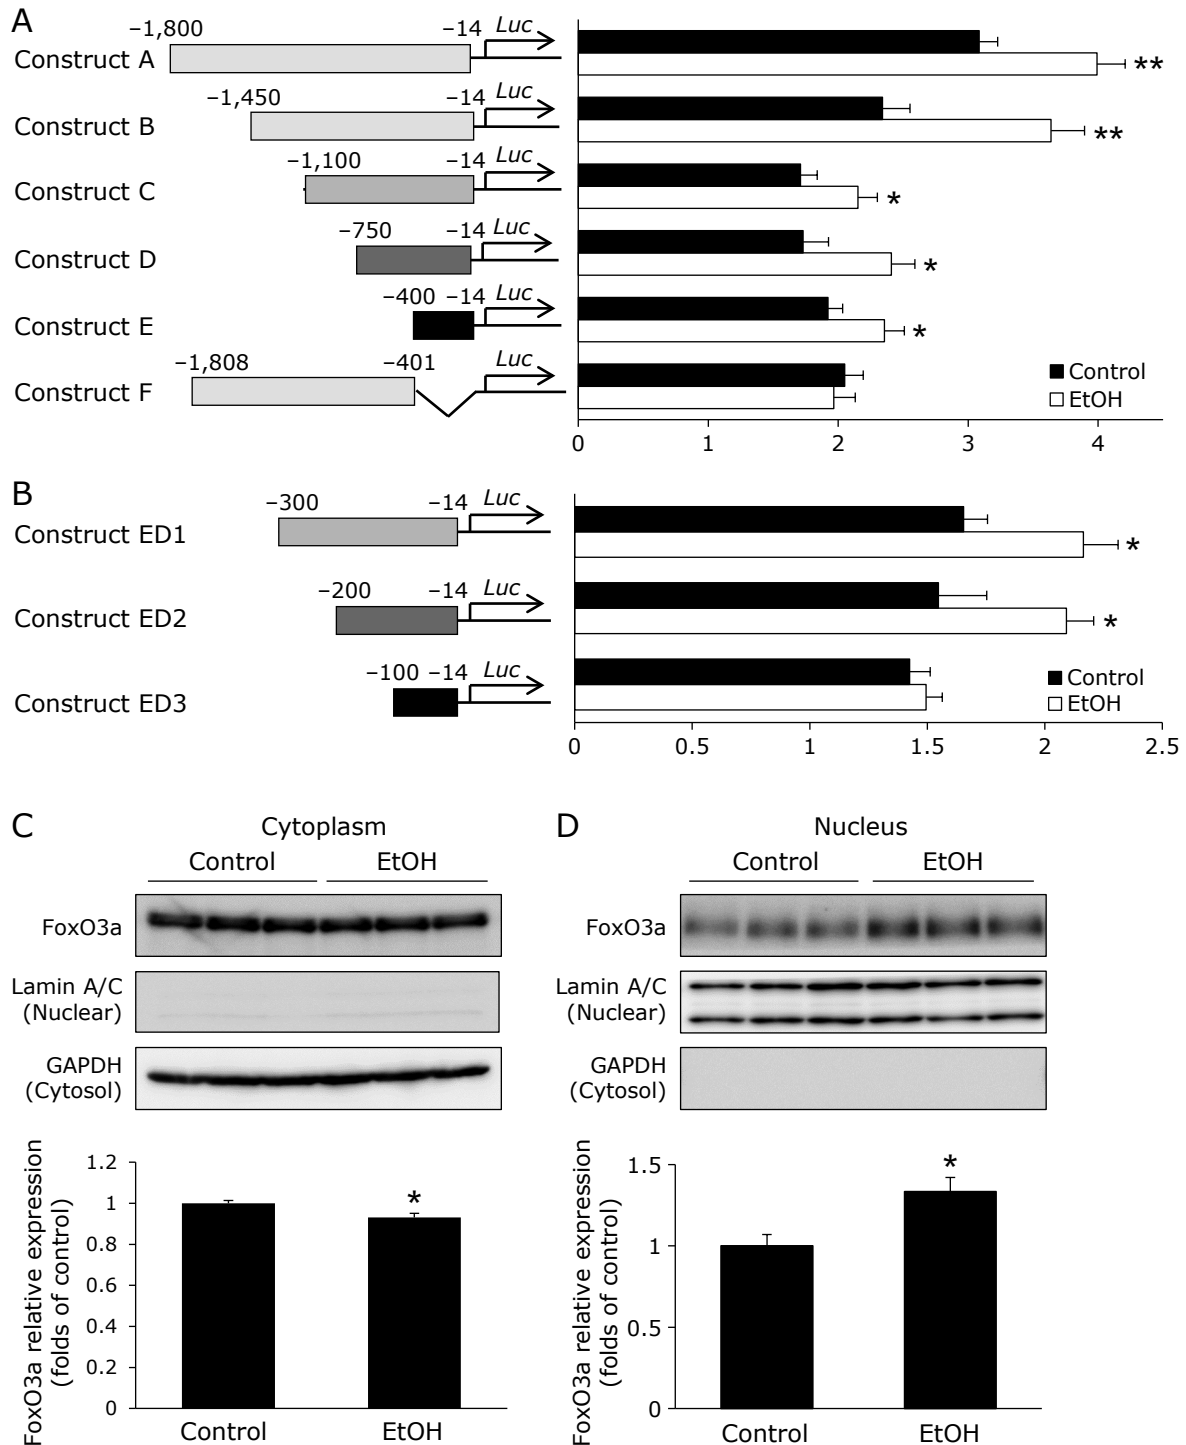 A
−1,800
−14
Luc
Construct A
**
−1,450
−14
Luc
Construct B
**
−1,100
−14
Luc
Construct C
*
−750
−14
Luc
Construct D
*
−400
−14
Luc
Construct E
*
−1,808
−401
Luc
Construct F
Control
EtOH
0 1 2 3 4
B
−300
−14
Luc
Construct ED1
*
−200
−14
Luc
Construct ED2
*
−100
−14
Luc
Construct ED3
Control
EtOH
0 0.5 1 1.5 2 2.5
C
Cytoplasm
Control EtOH
FoxO3a
Lamin A/C
(Nuclear)
GAPDH
(Cytosol)
FoxO3a relative expression
(folds of control)
1.2
1
0.8
0.6
0.4
0.2
0
*
Control EtOH
D
Nucleus
Control EtOH
FoxO3a
Lamin A/C
(Nuclear)
GAPDH
(Cytosol)
FoxO3a relative expression
(folds of control)
1.5
1
0.5
0
*
Control EtOH